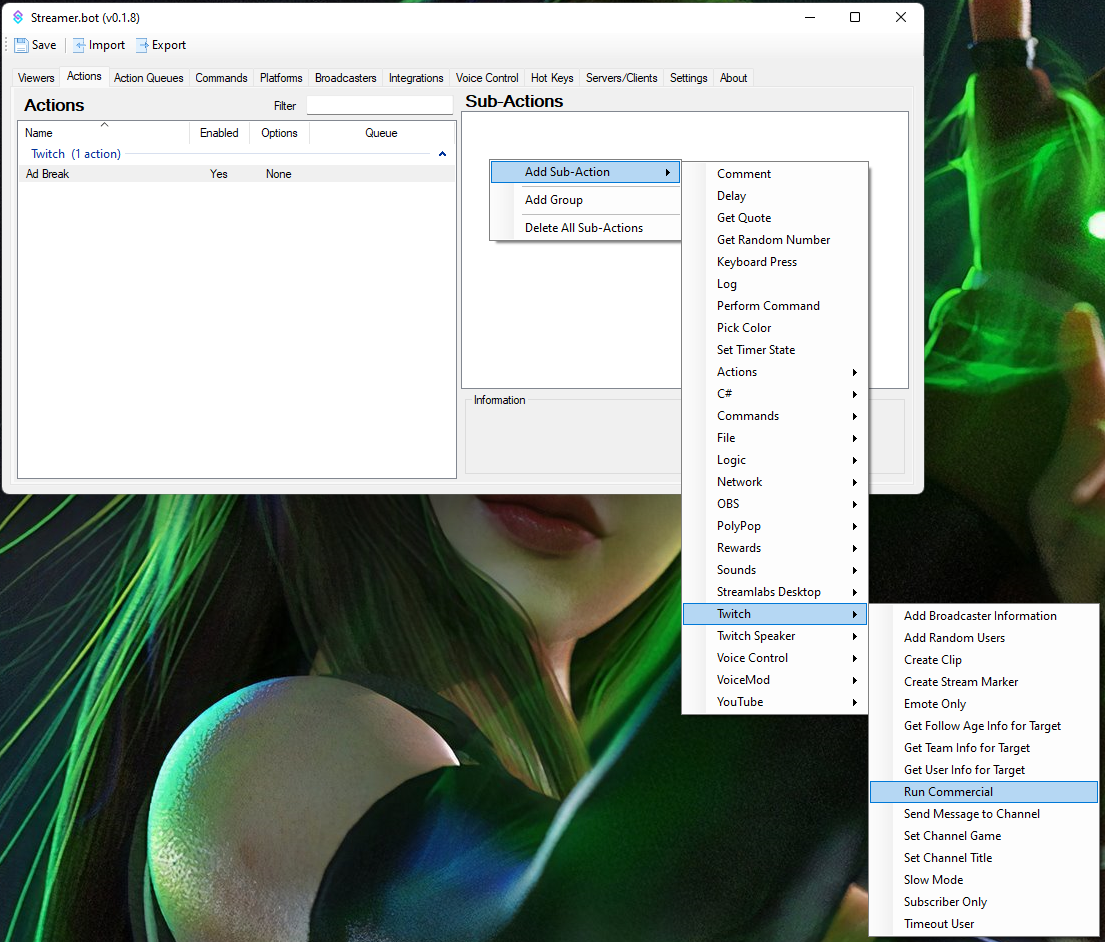 Streamer.bot (v0.1.8)
Save Import Export
Viewers Actions Action Queues Commands Platforms Broadcasters Integrations Voice Control Hot Keys Servers/Clients Settings About
Actions Filter
Name Enabled Options Queue
Twitch (1 action)
Ad Break Yes None
Sub-Actions
Information
Add Sub-Action
Add Group
Delete All Sub-Actions
Comment
Delay
Get Quote
Get Random Number
Keyboard Press
Log
Perform Command
Pick Color
Set Timer State
Actions
C#
Commands
File
Logic
Network
OBS
PolyPop
Rewards
Sounds
Streamlabs Desktop
Twitch
Twitch Speaker
Voice Control
VoiceMod
YouTube
Add Broadcaster Information
Add Random Users
Create Clip
Create Stream Marker
Emote Only
Get Follow Age Info for Target
Get Team Info for Target
Get User Info for Target
Run Commercial
Send Message to Channel
Set Channel Game
Set Channel Title
Slow Mode
Subscriber Only
Timeout User